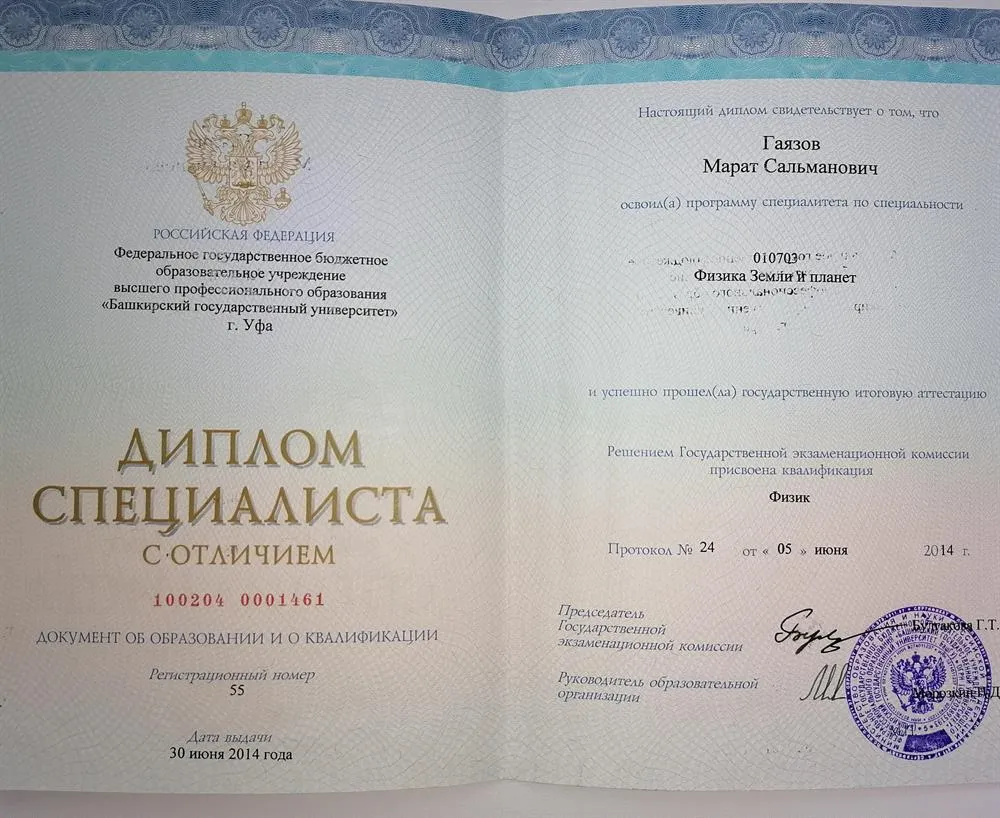 РОССИЙСКАЯ ФЕДЕРАЦИЯ
Федеральное государственное бюджетное
образовательное учреждение
высшего профессионального образования
«Башкирский государственный университет»
г. Уфа
ДИПЛОМ
СПЕЦИАЛИСТА
С ОТЛИЧИЕМ
100204 0001461
ДОКУМЕНТ ОБ ОБРАЗОВАНИИ И О КВАЛИФИКАЦИИ
Регистрационный номер
55
Дата выдачи
30 июня 2014 года
Настоящий диплом свидетельствует о том, что
Гаязов
Марат Сальманович
освоил(а) программу специалитета по специальности
010703
Физика Земли и планет
и успешно прошел(ла) государственную итоговую аттестацию
Решением Государственной экзаменационной комиссии
присвоена квалификация
Физик
Протокол № 24 от « 05 » июня 2014 г.
Председатель
Государственной
экзаменационной комиссии
Булгакова Г.Т.
Руководитель образовательной
организации
Морозкин Н.Д